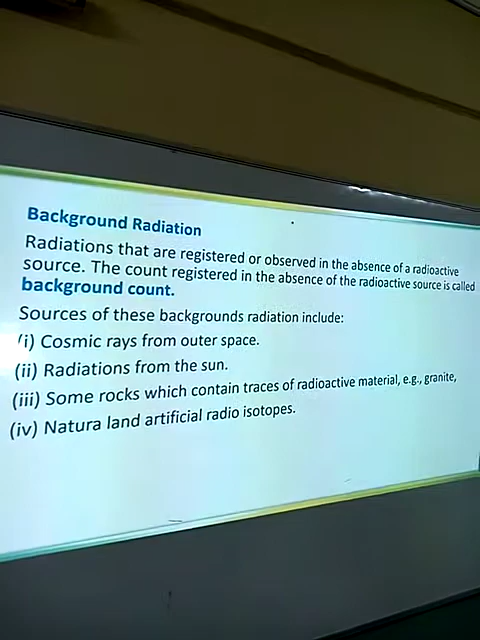 Background Radiation
Radiations that are registered or observed in the absence of a radioactive
source. The count registered in the absence of the radioactive source is called
background count.
Sources of these backgrounds radiation include:
(i) Cosmic rays from outer space.
(ii) Radiations from the sun.
(iii) Some rocks which contain traces of radioactive material, e.g., granite,
(iv) Natura land artificial radio isotopes.